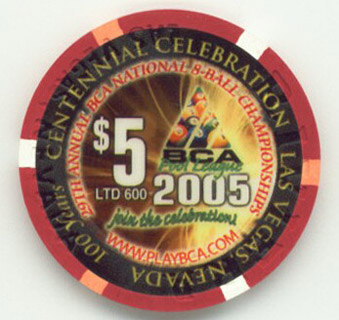 100 Years CENTENNIAL CELEBRATION LAS VEGAS, NEVADA
29TH ANNUAL BCA NATIONAL 8-BALL CHAMPIONSHIPS
$5
BCA
Pool League
LTD 600
2005
join the celebration!
WWW.PLAYBCA.COM